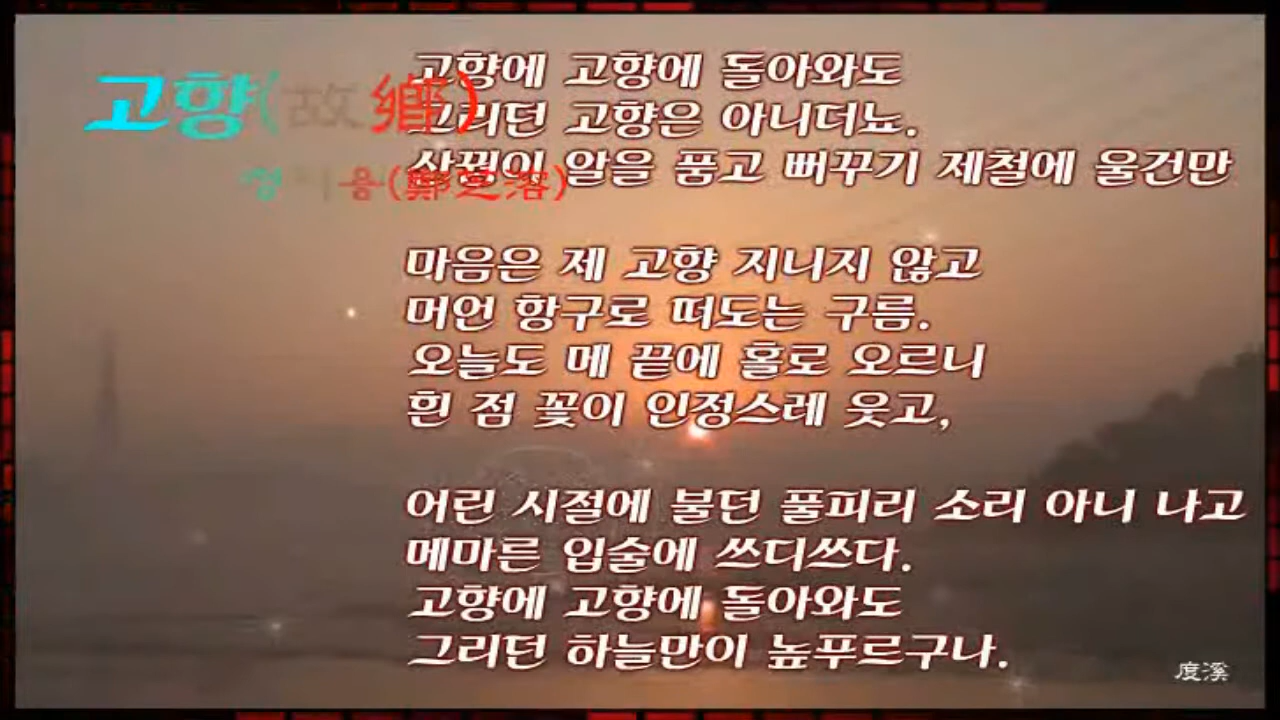 고향(故鄕)
정지용(鄭芝溶)
고향에 고향에 돌아와도
그리던 고향은 아니더뇨.
산꿩이 알을 품고 뻐꾸기 제철에 울건만
마음은 제 고향 지니지 않고
머언 항구로 떠도는 구름.
오늘도 메 끝에 홀로 오르니
흰 점 꽃이 인정스레 웃고,
어린 시절에 불던 풀피리 소리 아니 나고
메마른 입술에 쓰디쓰다.
고향에 고향에 돌아와도
그리던 하늘만이 높푸르구나.
度溪